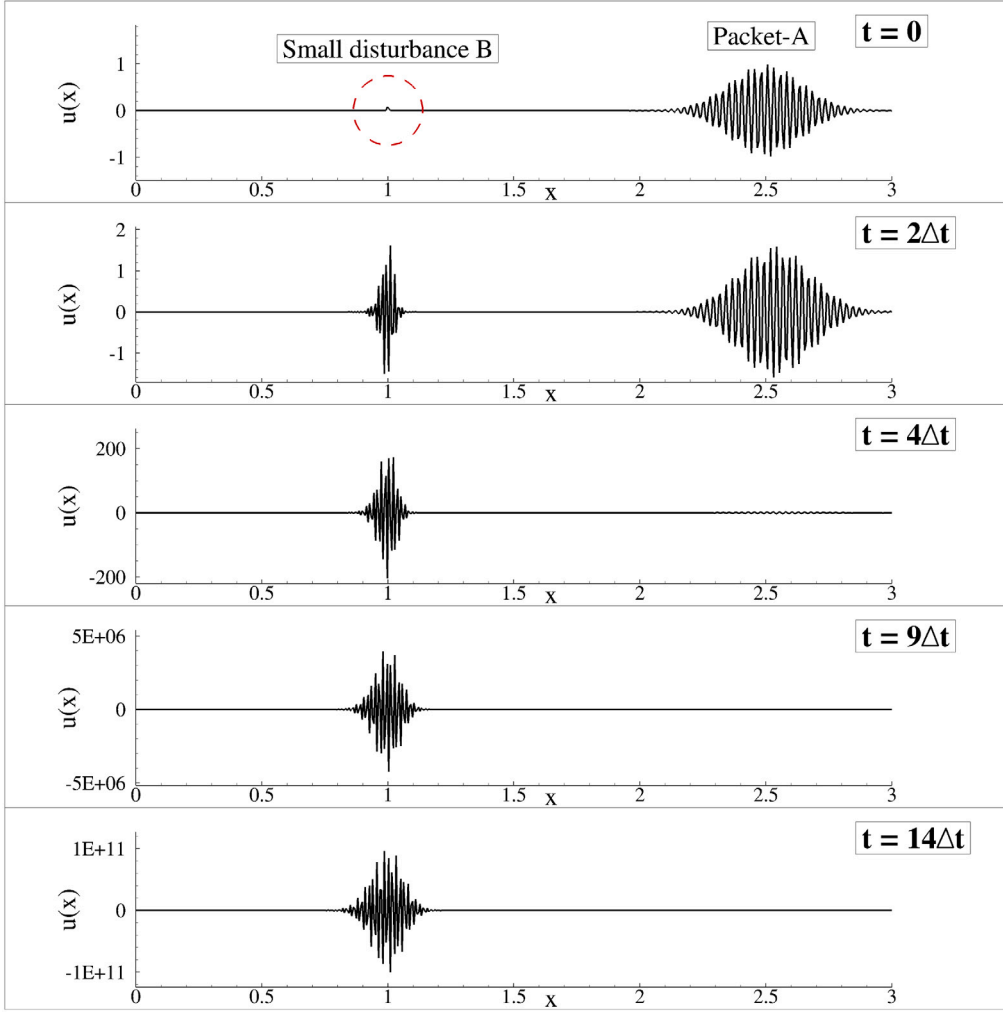 Small disturbance B
Packet-A
t = 0
u(x)
1
0
-1
0 0.5 1 1.5 x 2 2.5 3
t = 2Δt
u(x)
2
1
0
-1
0 0.5 1 1.5 x 2 2.5 3
t = 4Δt
u(x)
200
0
-200
0 0.5 1 1.5 x 2 2.5 3
t = 9Δt
u(x)
5E+06
0
-5E+06
0 0.5 1 1.5 x 2 2.5 3
t = 14Δt
u(x)
1E+11
0
-1E+11
0 0.5 1 1.5 x 2 2.5 3